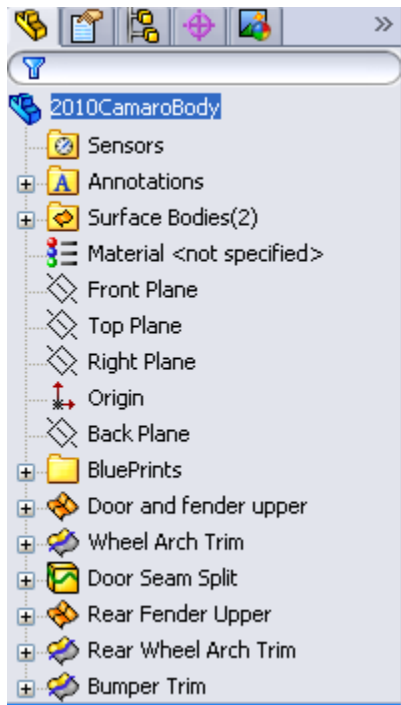 2010CamaroBody
Sensors
Annotations
Surface Bodies(2)
Material <not specified>
Front Plane
Top Plane
Right Plane
Origin
Back Plane
BluePrints
Door and fender upper
Wheel Arch Trim
Door Seam Split
Rear Fender Upper
Rear Wheel Arch Trim
Bumper Trim